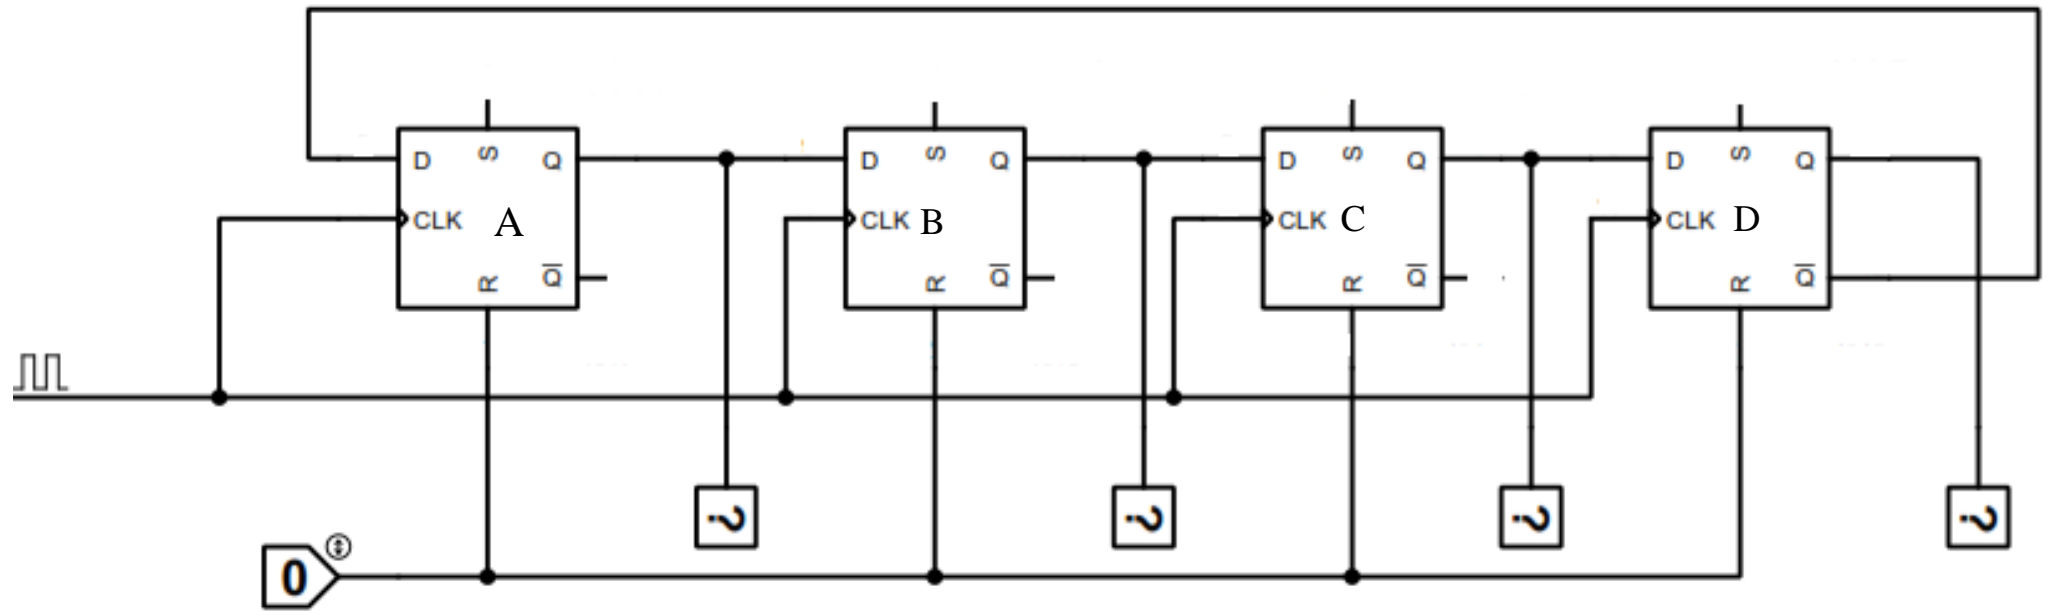 D S Q D S Q D S Q D S Q
CLK A CLK B CLK C CLK D
R Q̅ R Q̅ R Q̅ R Q̅
? ? ? ?
0